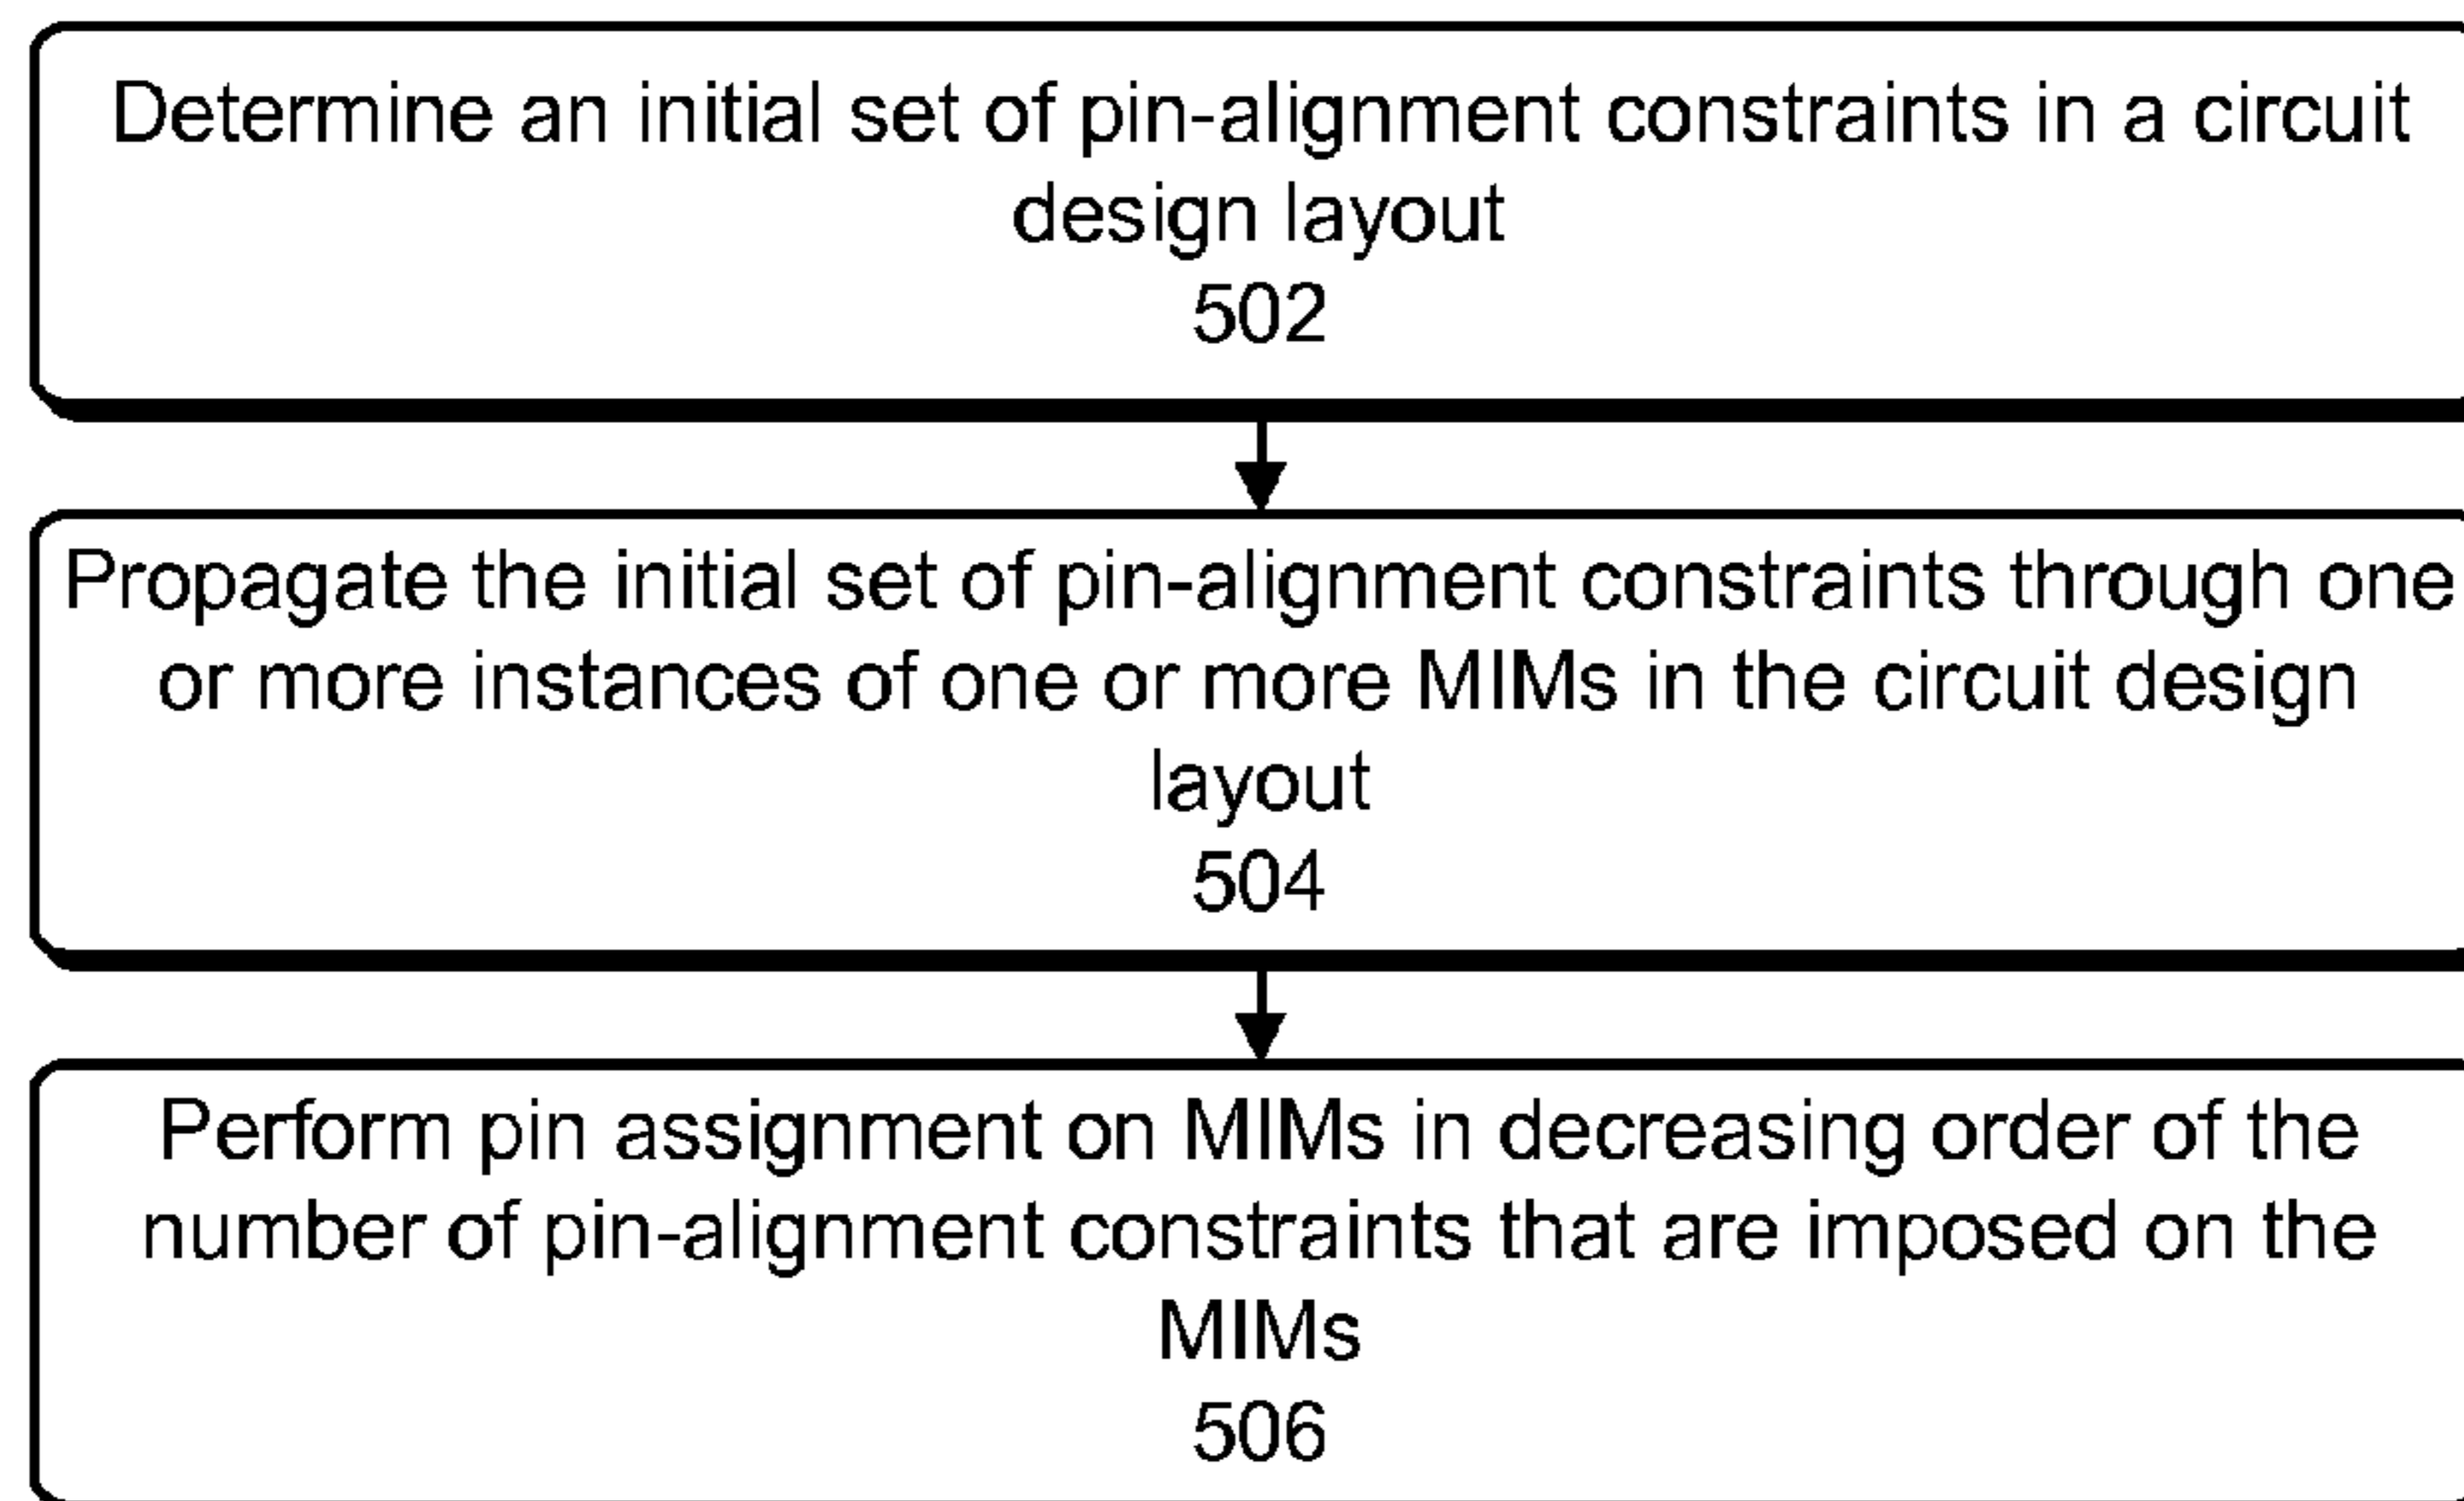 Determine an initial set of pin-alignment constraints in a circuit
design layout
502
Propagate the initial set of pin-alignment constraints through one
or more instances of one or more MIMs in the circuit design
layout
504
Perform pin assignment on MIMs in decreasing order of the
number of pin-alignment constraints that are imposed on the
MIMs
506